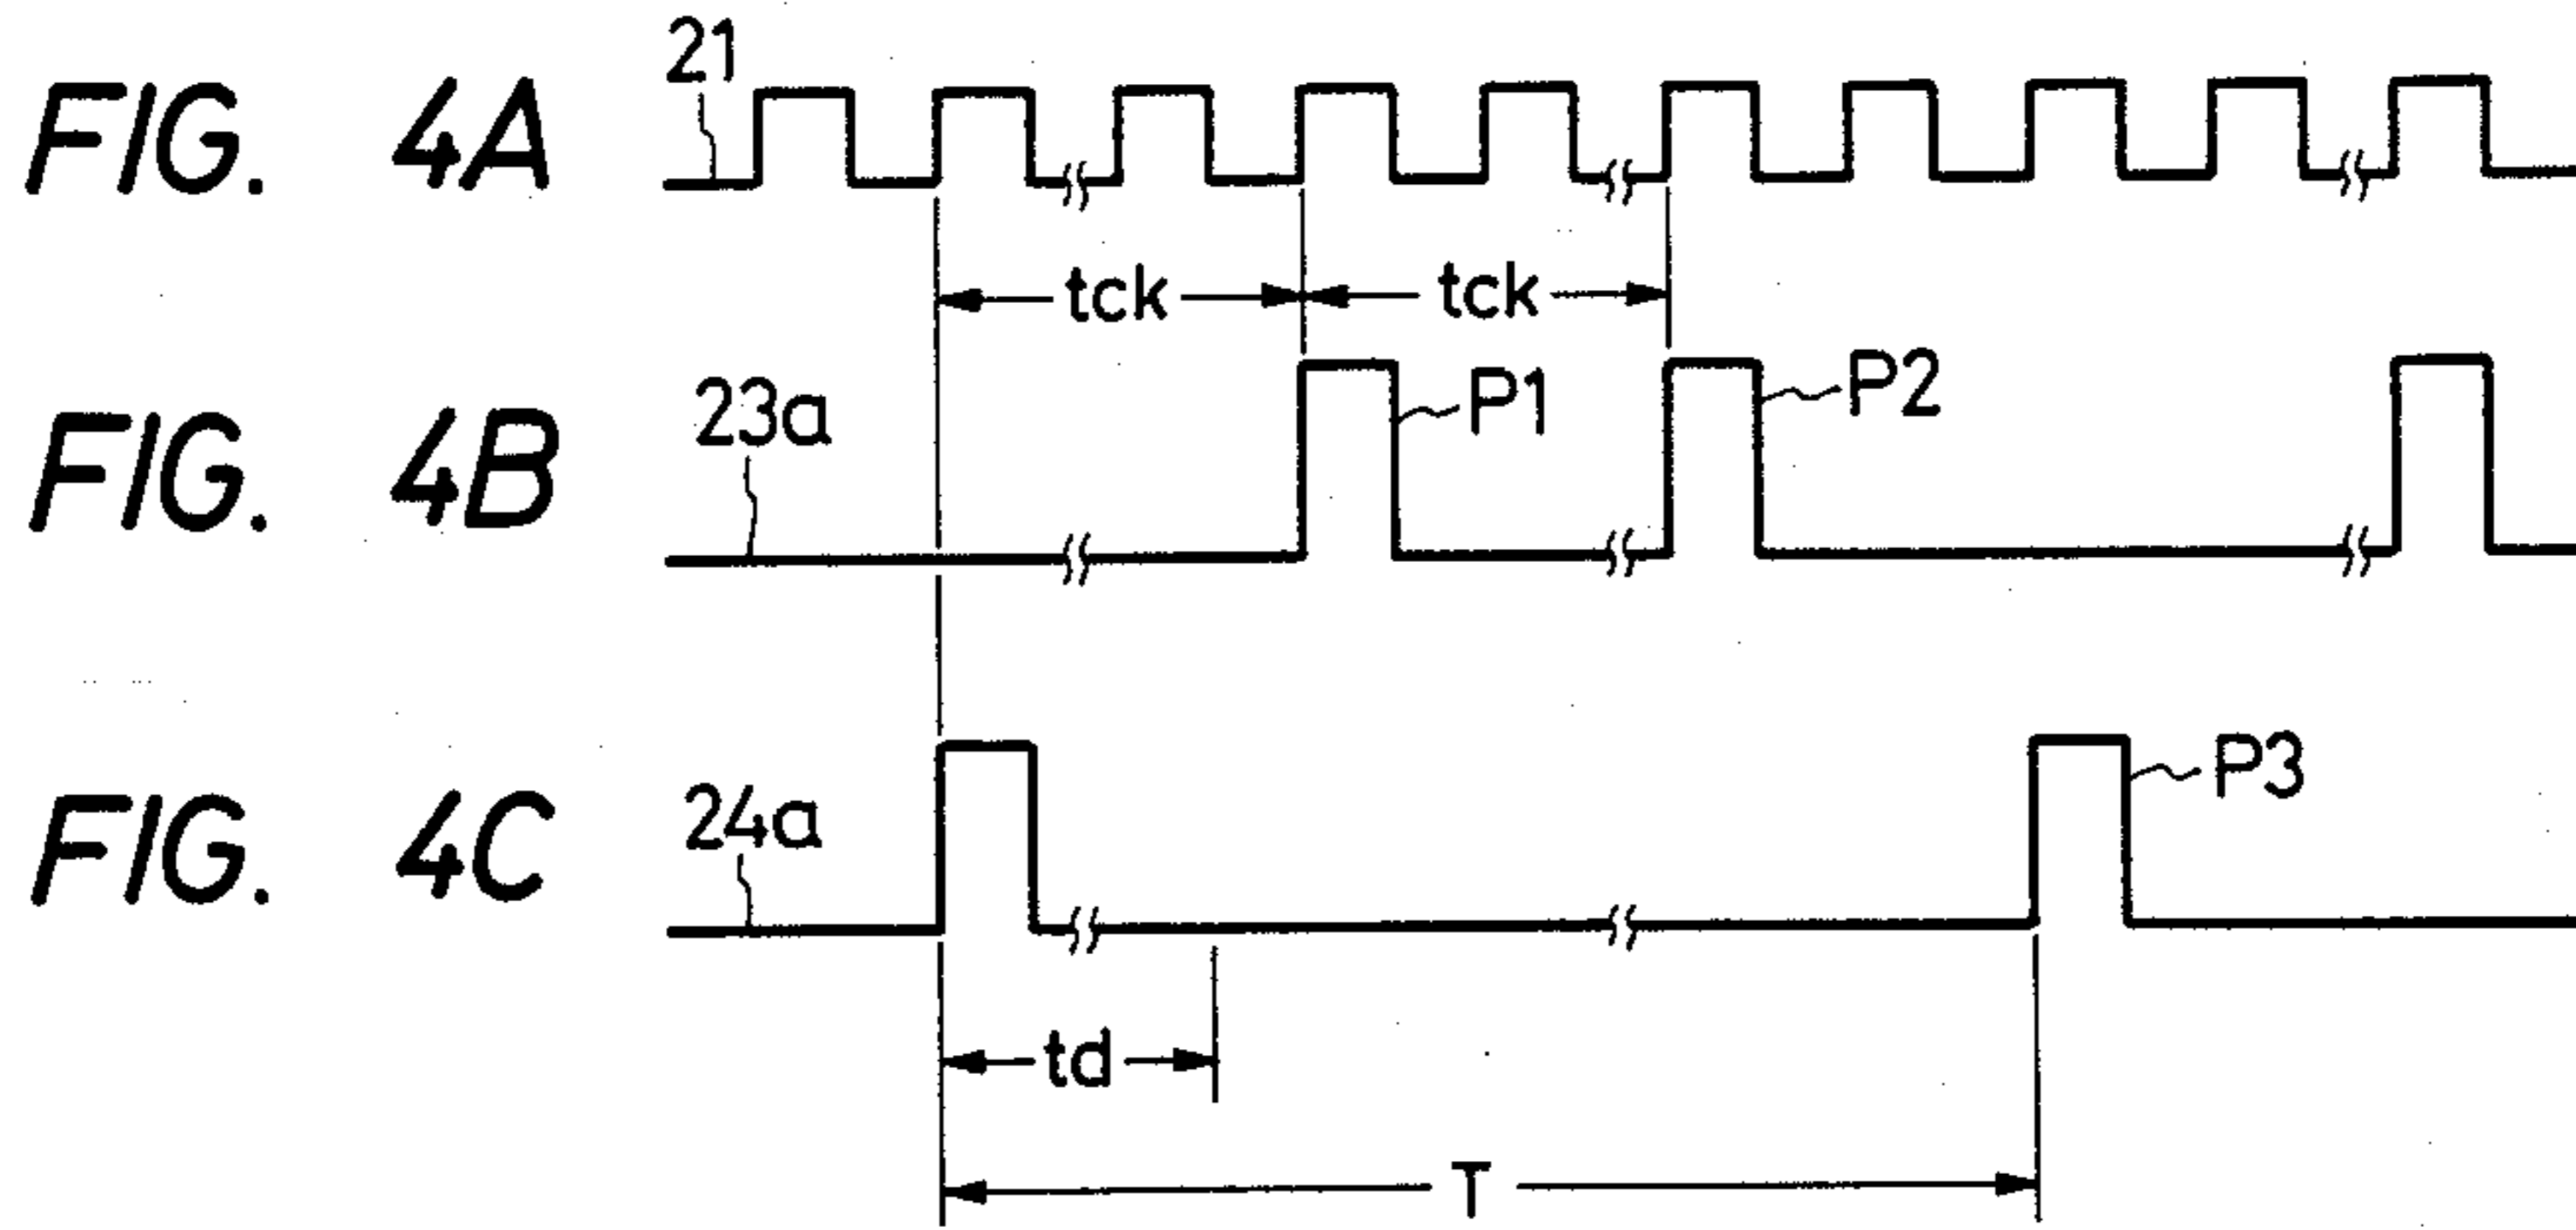 FIG. 4A
21
tck
tck
FIG. 4B
23a
P1
P2
FIG. 4C
24a
P3
td
T